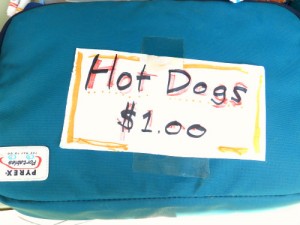 Hot Dogs
$1.00
PYREX
Portables